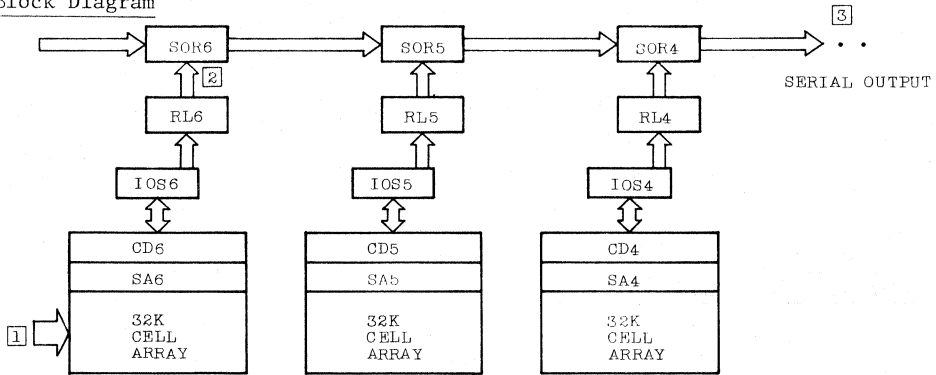 Block Diagram
3
SOR6 SOR5 SOR4
SERIAL OUTPUT
2
RL6 RL5 RL4
IOS6 IOS5 IOS4
CD6 CD5 CD4
SA6 SA5 SA4
1
32K 32K 32K
CELL CELL CELL
ARRAY ARRAY ARRAY